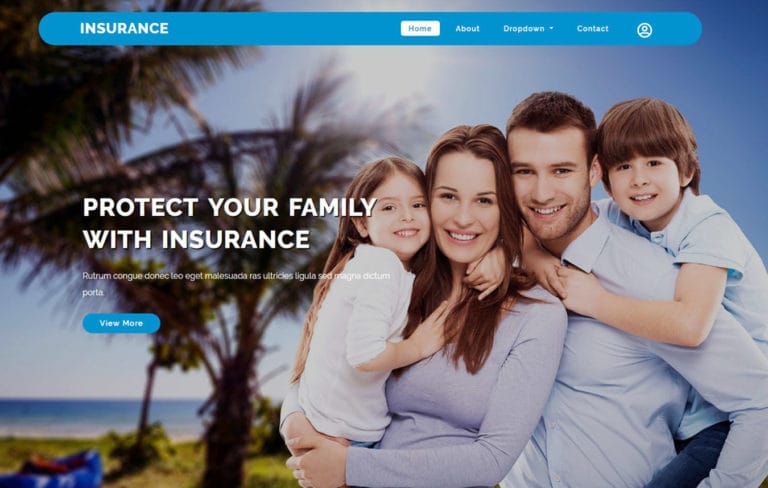 INSURANCE
Home About Dropdown Contact
PROTECT YOUR FAMILY
WITH INSURANCE
Rutrum congue donec leo eget malesuada ras ultricies ligula sed magna dictum
porta.
View More